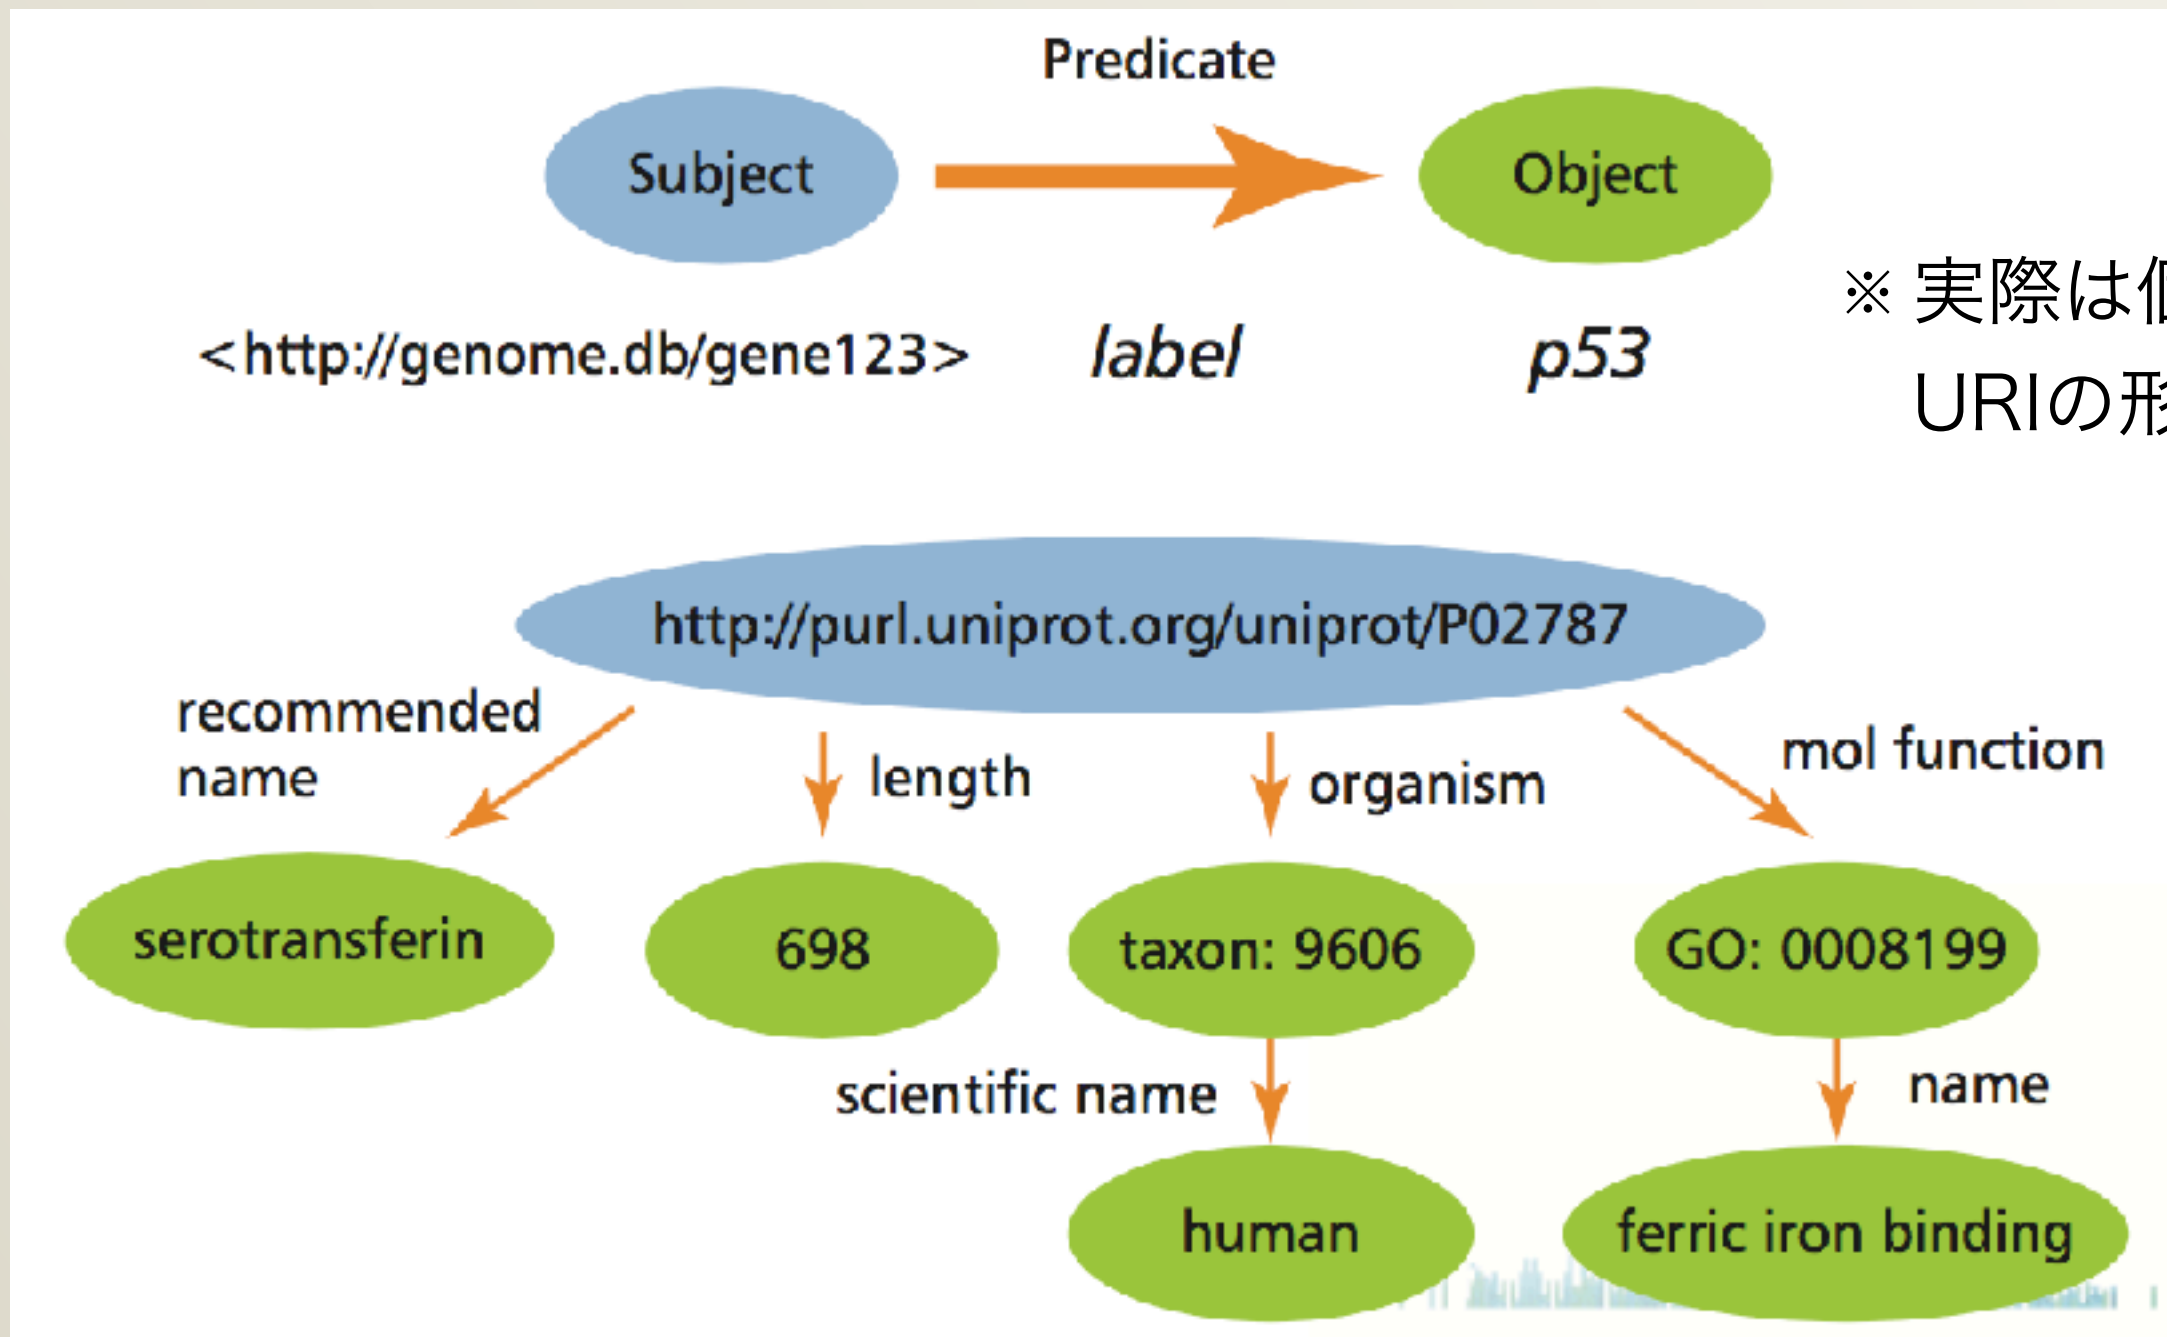 Predicate
Subject
Object
<http://genome.db/gene123>
label
p53
※ 実際は
URIの
http://purl.uniprot.org/uniprot/P02787
recommended
name
length
organism
mol function
serotransferin
698
taxon: 9606
GO: 0008199
scientific name
name
human
ferric iron binding